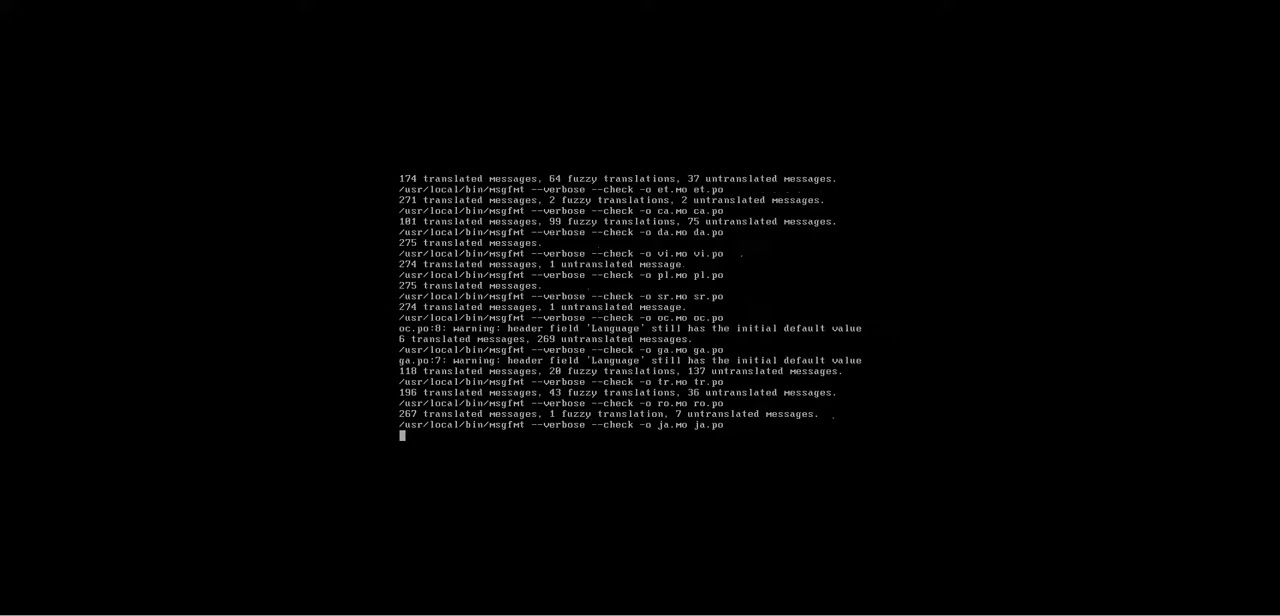 174 translated messages, 64 fuzzy translations, 37 untranslated messages.
/usr/local/bin/msgfmt --verbose --check -o et.mo et.po
271 translated messages, 2 fuzzy translations, 2 untranslated messages.
/usr/local/bin/msgfmt --verbose --check -o ca.mo ca.po
101 translated messages, 99 fuzzy translations, 75 untranslated messages.
/usr/local/bin/msgfmt --verbose --check -o da.mo da.po
275 translated messages.
/usr/local/bin/msgfmt --verbose --check -o vi.mo vi.po
274 translated messages, 1 untranslated message.
/usr/local/bin/msgfmt --verbose --check -o pl.mo pl.po
275 translated messages.
/usr/local/bin/msgfmt --verbose --check -o sr.mo sr.po
274 translated messages, 1 untranslated message.
/usr/local/bin/msgfmt --verbose --check -o oc.mo oc.po
oc.po:8: warning: header field 'Language' still has the initial default value
6 translated messages, 269 untranslated messages.
/usr/local/bin/msgfmt --verbose --check -o ga.mo ga.po
ga.po:7: warning: header field 'Language' still has the initial default value
118 translated messages, 20 fuzzy translations, 137 untranslated messages.
/usr/local/bin/msgfmt --verbose --check -o tr.mo tr.po
196 translated messages, 43 fuzzy translations, 36 untranslated messages.
/usr/local/bin/msgfmt --verbose --check -o ro.mo ro.po
267 translated messages, 1 fuzzy translation, 7 untranslated messages.
/usr/local/bin/msgfmt --verbose --check -o ja.mo ja.po